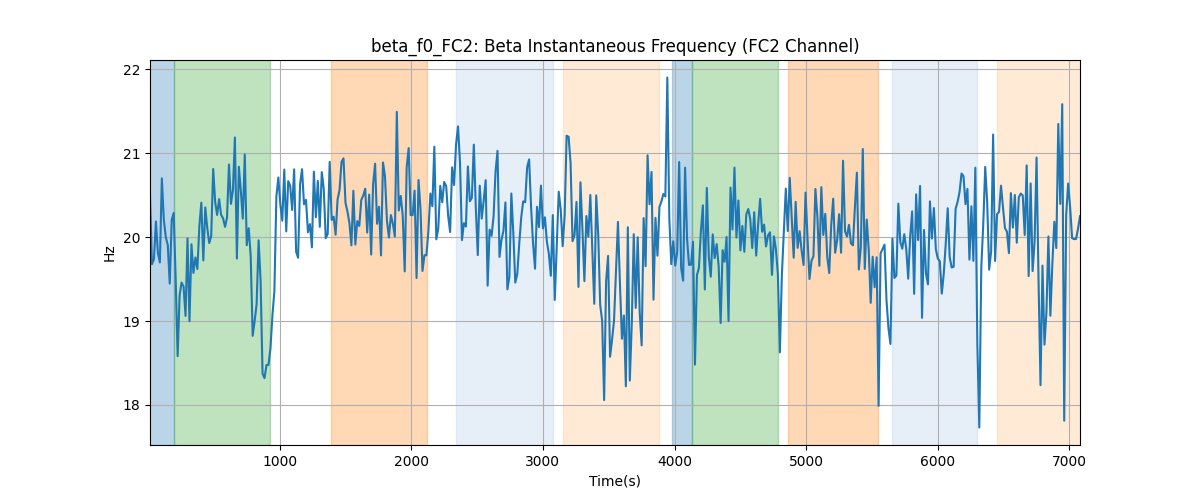 beta_f0_FC2: Beta Instantaneous Frequency (FC2 Channel)
22
21
20
19
18
Hz
1000 2000 3000 4000 5000 6000 7000
Time(s)